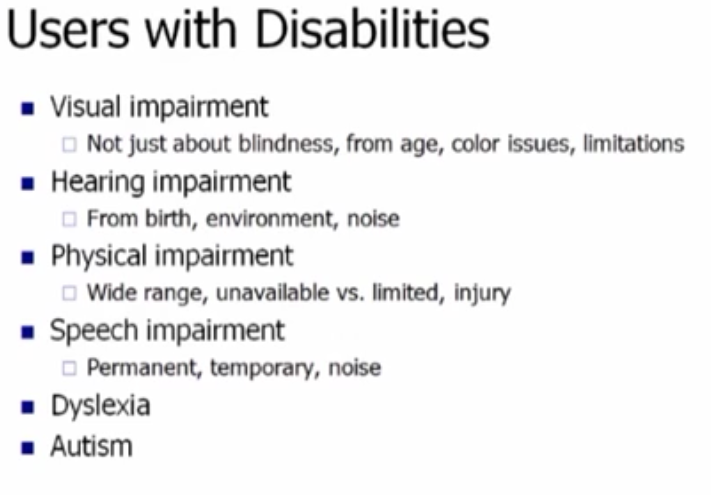 Users with Disabilities
Visual impairment
Not just about blindness, from age, color issues, limitations
Hearing impairment
From birth, environment, noise
Physical impairment
Wide range, unavailable vs. limited, injury
Speech impairment
Permanent, temporary, noise
Dyslexia
Autism